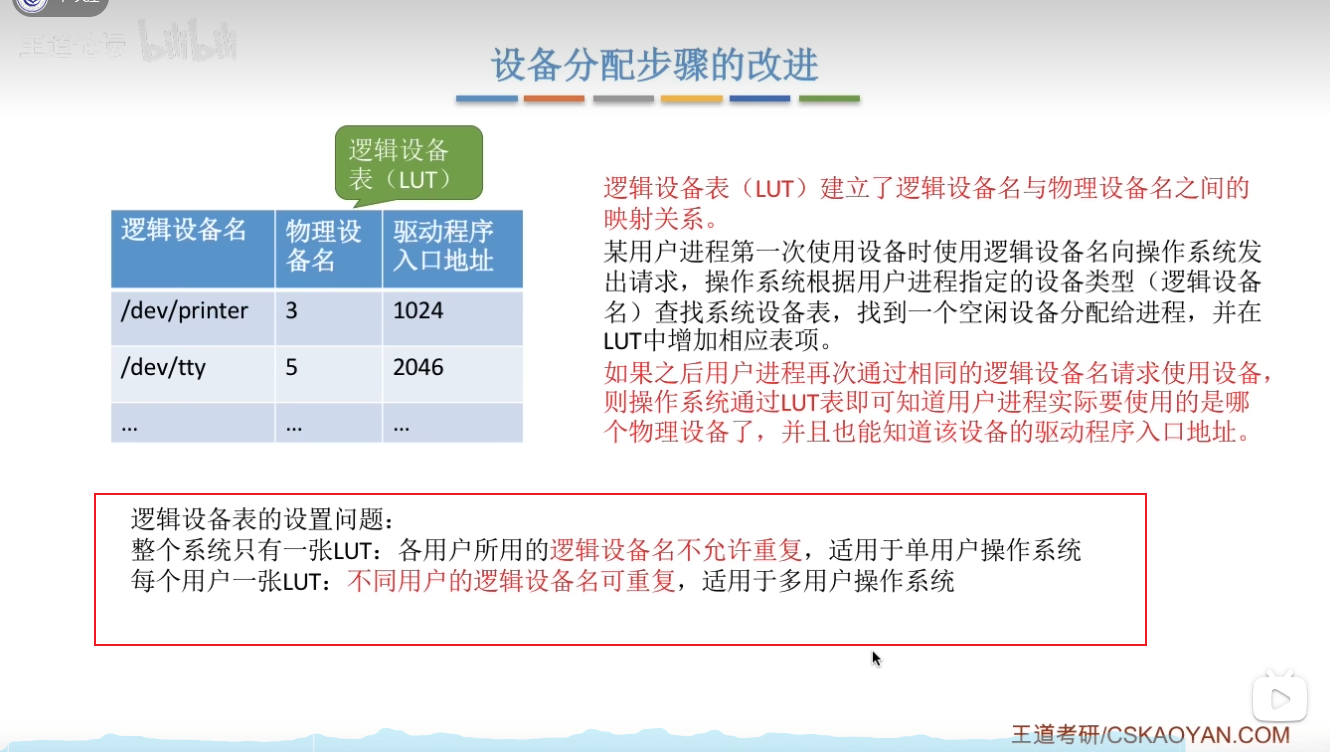 王道论坛 bilibili
设备分配步骤的改进
逻辑设备
表（LUT）
逻辑设备名
物理设
备名
驱动程序
入口地址
/dev/printer
3
1024
/dev/tty
5
2046
...
...
...
逻辑设备表（LUT）建立了逻辑设备名与物理设备名之间的
映射关系。
某用户进程第一次使用设备时使用逻辑设备名向操作系统发
出请求，操作系统根据用户进程指定的设备类型（逻辑设备
名）查找系统设备表，找到一个空闲设备分配给进程，并在
LUT中增加相应表项。
如果之后用户进程再次通过相同的逻辑设备名请求使用设备，
则操作系统通过LUT表即可知道用户进程实际要使用的是哪
个物理设备了，并且也能知道该设备的驱动程序入口地址。
逻辑设备表的设置问题：
整个系统只有一张LUT：各用户所用的逻辑设备名不允许重复，适用于单用户操作系统
每个用户一张LUT：不同用户的逻辑设备名可重复，适用于多用户操作系统
王道考研/CSKAOYAN.COM